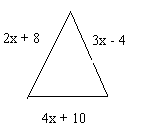 2x + 8
3x - 4
4x + 10